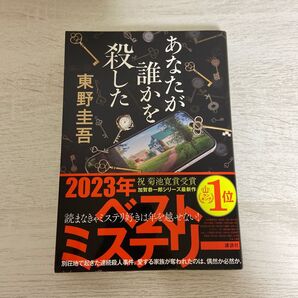 あなたが
誰かを
殺した
東野圭吾
2023年
祝 菊池寛賞受賞
加賀恭一郎シリーズ最新作
1位
読まなきゃミステリ好きは年を越せない!
ベスト
ミステリー
講談社
別荘地で起きた連続殺人事件。愛する家族が奪われたのは、偶然か必然か。